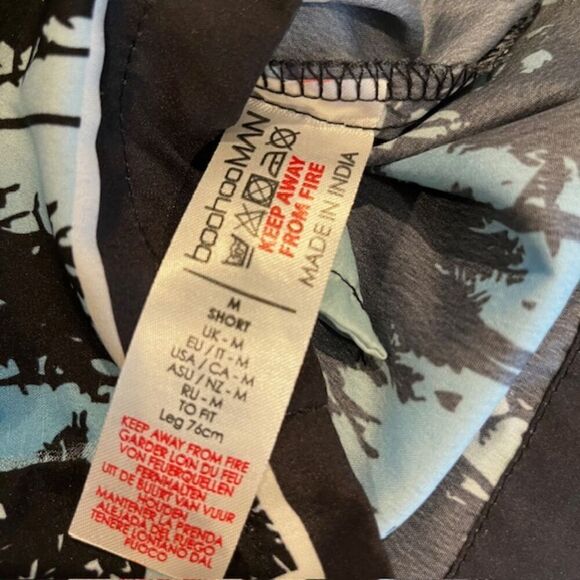 boohooMAN
KEEP AWAY
FROM FIRE
MADE IN INDIA
M
SHORT
UK - M
EU / IT - M
USA / CA - M
ASU / NZ - M
RU - M
TO FIT
Leg 76cm
KEEP AWAY FROM FIRE
GARDER LOIN DU FEU
VON FEUERQUELLEN
FERNHALTEN
UIT DE BUURT VAN VUUR
HOUDEN
MANTENER LA PRENDA
ALEJADA DEL FUEGO
TENERE LONTANO DAL
FUOCO